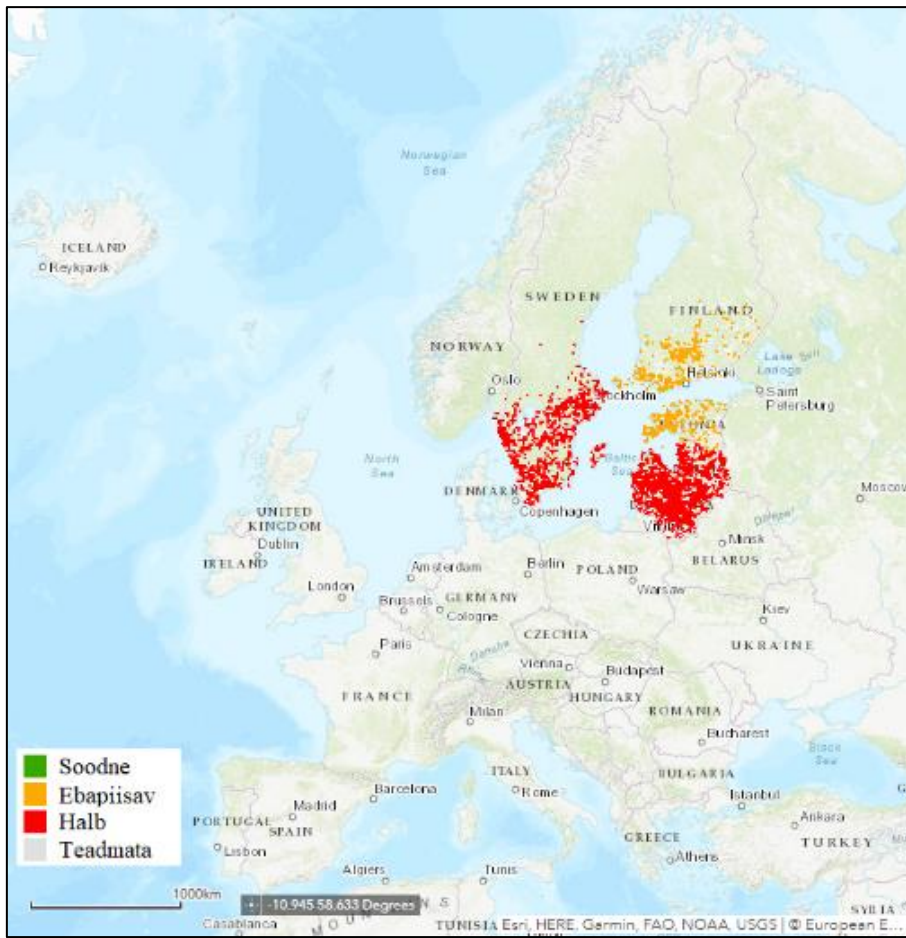 Norwegian
Sea
ICELAND
Reykjavik
SWEDEN
FINLAND
NORWAY
Oslo
Helsinki
Lake
Ladoga
Saint
Petersburg
North
Sea
DENMARK
Copenhagen
Moscow
UNITED
KINGDOM
Dublin
IRELAND
Minsk
BELARUS
London
Amsterdam
Berlin
POLAND
Warsaw
Brussels
GERMANY
Cologne
Kiev
CZECHIA
UKRAINE
Paris
Danube
Vienna
Budapest
AUSTRIA
HUNGARY
FRANCE
Milan
ROMANIA
Bucharest
Black
Sea
BULGARIA
ITALY
Rome
Istanbul
Barcelona
Madrid
PORTUGAL
SPAIN
Lisbon
Ankara
TURKEY
GREECE
Athens
Algiers
Tunis
SYRIA
Casablanca
TUNISIA
Soodne
Ebapiisav
Halb
Teadmata
1000km
-10.945 58.633 Degrees
Esri, HERE, Garmin, FAO, NOAA, USGS | © European E...